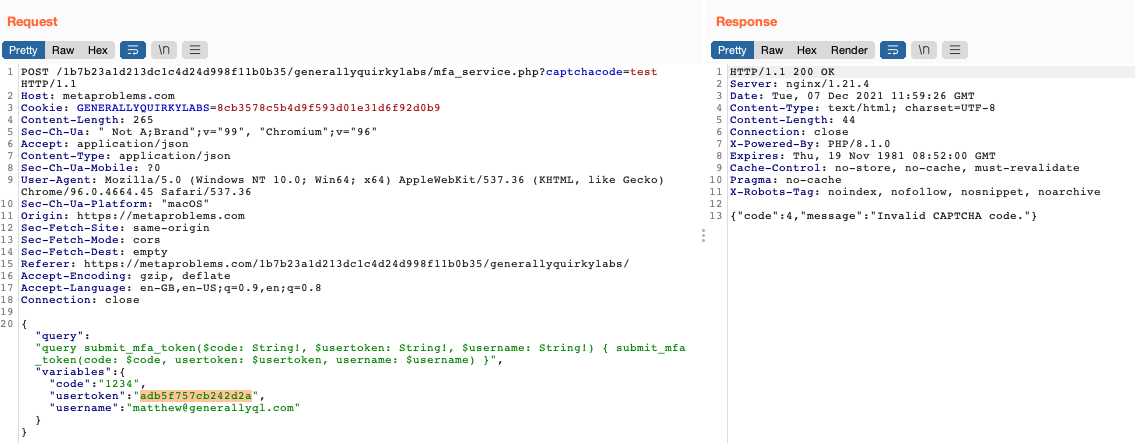 Request
Pretty Raw Hex \n
1 POST /1b7b23a1d213dc1c4d24d998f11b0b35/generallyquirkylabs/mfa_service.php?captchacode=test
HTTP/1.1
2 Host: metaproblems.com
3 Cookie: GENERALLYQUIRKYLABS=8cb3578c5b4d9f593d01e31d6f92d0b9
4 Content-Length: 265
5 Sec-Ch-Ua: " Not A;Brand";v="99", "Chromium";v="96"
6 Accept: application/json
7 Content-Type: application/json
8 Sec-Ch-Ua-Mobile: ?0
9 User-Agent: Mozilla/5.0 (Windows NT 10.0; Win64; x64) AppleWebKit/537.36 (KHTML, like Gecko)
Chrome/96.0.4664.45 Safari/537.36
10 Sec-Ch-Ua-Platform: "macOS"
11 Origin: https://metaproblems.com
12 Sec-Fetch-Site: same-origin
13 Sec-Fetch-Mode: cors
14 Sec-Fetch-Dest: empty
15 Referer: https://metaproblems.com/1b7b23a1d213dc1c4d24d998f11b0b35/generallyquirkylabs/
16 Accept-Encoding: gzip, deflate
17 Accept-Language: en-GB,en-US;q=0.9,en;q=0.8
18 Connection: close
19
20 {
"query":
"query submit_mfa_token($code: String!, $usertoken: String!, $username: String!) { submit_mfa
_token(code: $code, usertoken: $usertoken, username: $username) }",
"variables":{
"code":"1234",
"usertoken":"adb5f757cb242d2a",
"username":"matthew@generallyql.com"
}
}
Response
Pretty Raw Hex Render \n
1 HTTP/1.1 200 OK
2 Server: nginx/1.21.4
3 Date: Tue, 07 Dec 2021 11:59:26 GMT
4 Content-Type: text/html; charset=UTF-8
5 Content-Length: 44
6 Connection: close
7 X-Powered-By: PHP/8.1.0
8 Expires: Thu, 19 Nov 1981 08:52:00 GMT
9 Cache-Control: no-store, no-cache, must-revalidate
10 Pragma: no-cache
11 X-Robots-Tag: noindex, nofollow, nosnippet, noarchive
12
13 {"code":4,"message":"Invalid CAPTCHA code."}